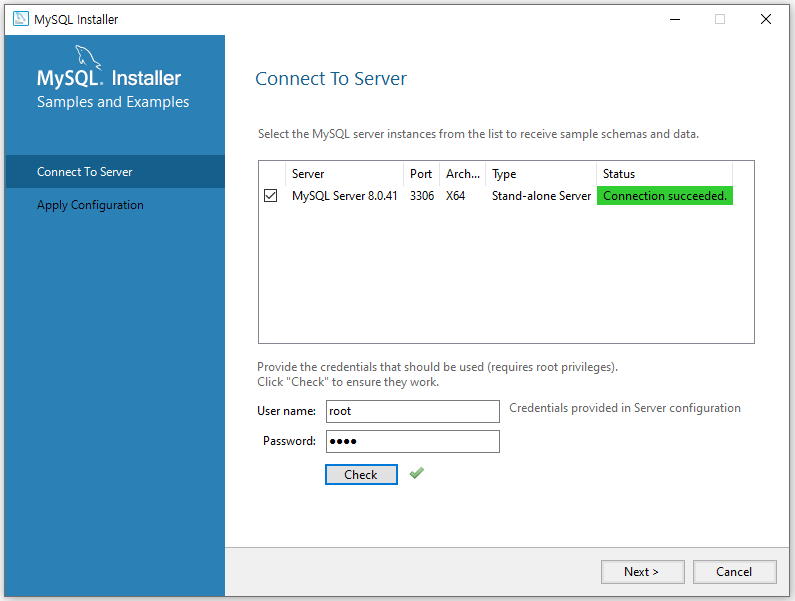 MySQL Installer
MySQL. Installer
Samples and Examples
Connect To Server
Apply Configuration
Connect To Server
Select the MySQL server instances from the list to receive sample schemas and data.
Server Port Arch... Type Status
MySQL Server 8.0.41 3306 X64 Stand-alone Server Connection succeeded.
Provide the credentials that should be used (requires root privileges).
Click "Check" to ensure they work.
User name: root Credentials provided in Server configuration
Password: ●●●●
Check
Next > Cancel